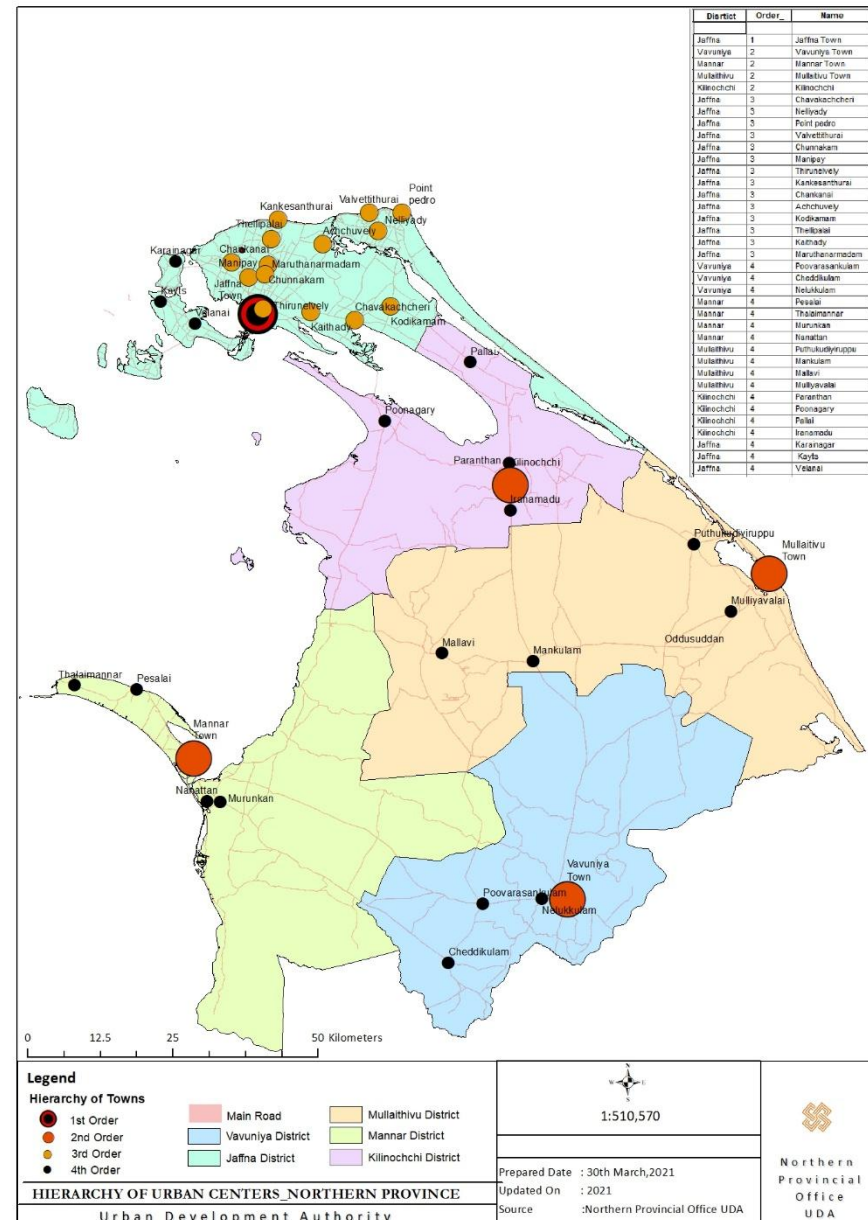 Disrtict Order_ Name
Jaffna 1 Jaffna Town
Vavuniya 2 Vavuniya Town
Mannar 2 Mannar Town
Mullaithivu 2 Mullaitivu Town
Kilinochchi 2 Kilinochchi
Jaffna 3 Chavakachcheri
Jaffna 3 Nelliyady
Jaffna 3 Point pedro
Jaffna 3 Valvettithurai
Jaffna 3 Chunnakam
Jaffna 3 Manipay
Jaffna 3 Thirunelvely
Jaffna 3 Kankesanthurai
Jaffna 3 Chankanai
Jaffna 3 Achchuvely
Jaffna 3 Kodikamam
Jaffna 3 Thellipalai
Jaffna 3 Kaithady
Jaffna 3 Maruthanarmadam
Vavuniya 4 Poovarasankulam
Vavuniya 4 Cheddikulam
Vavuniya 4 Nelukkulam
Mannar 4 Pesalai
Mannar 4 Thalaimannar
Mannar 4 Murunkan
Mannar 4 Nanattan
Mullaithivu 4 Puthukudiyiruppu
Mullaithivu 4 Mankulam
Mullaithivu 4 Mallavi
Mullaithivu 4 Mulliyavalai
Kilinochchi 4 Paranthan
Kilinochchi 4 Poonagary
Kilinochchi 4 Pallai
Kilinochchi 4 Iranamadu
Jaffna 4 Karainagar
Jaffna 4 Kayts
Jaffna 4 Velanai
Point
pedro
Valvettithurai
Kankesanthurai
Nelliyady
Thellipalai
Achchuvely
Chankanai
Karainagar
Manipay
Maruthanarmadam
Chunnakam
Jaffna
Town
Kayts
Velanai
Thirunelvely
Chavakachcheri
Kaithady
Kodikamam
Pallai
Poonagary
Paranthan
Kilinochchi
Iranamadu
Puthukudiyiruppu
Mullaitivu
Town
Mulliyavalai
Oddusuddan
Mallavi
Mankulam
Thalaimannar
Pesalai
Mannar
Town
Nanattan
Murunkan
Vavuniya
Town
Poovarasankulam
Nelukkulam
Cheddikulam
0 12.5 25 50 Kilometers
Legend
Hierarchy of Towns
1st Order
2nd Order
3rd Order
4th Order
Main Road
Vavuniya District
Jaffna District
Mullaithivu District
Mannar District
Kilinochchi District
HIERARCHY OF URBAN CENTERS_NORTHERN PROVINCE
Urban Development Authority
N
W
E
S
1:510,570
Prepared Date : 30th March,2021
Updated On : 2021
Source :Northern Provincial Office UDA
Northern
Provincial
Office
UDA